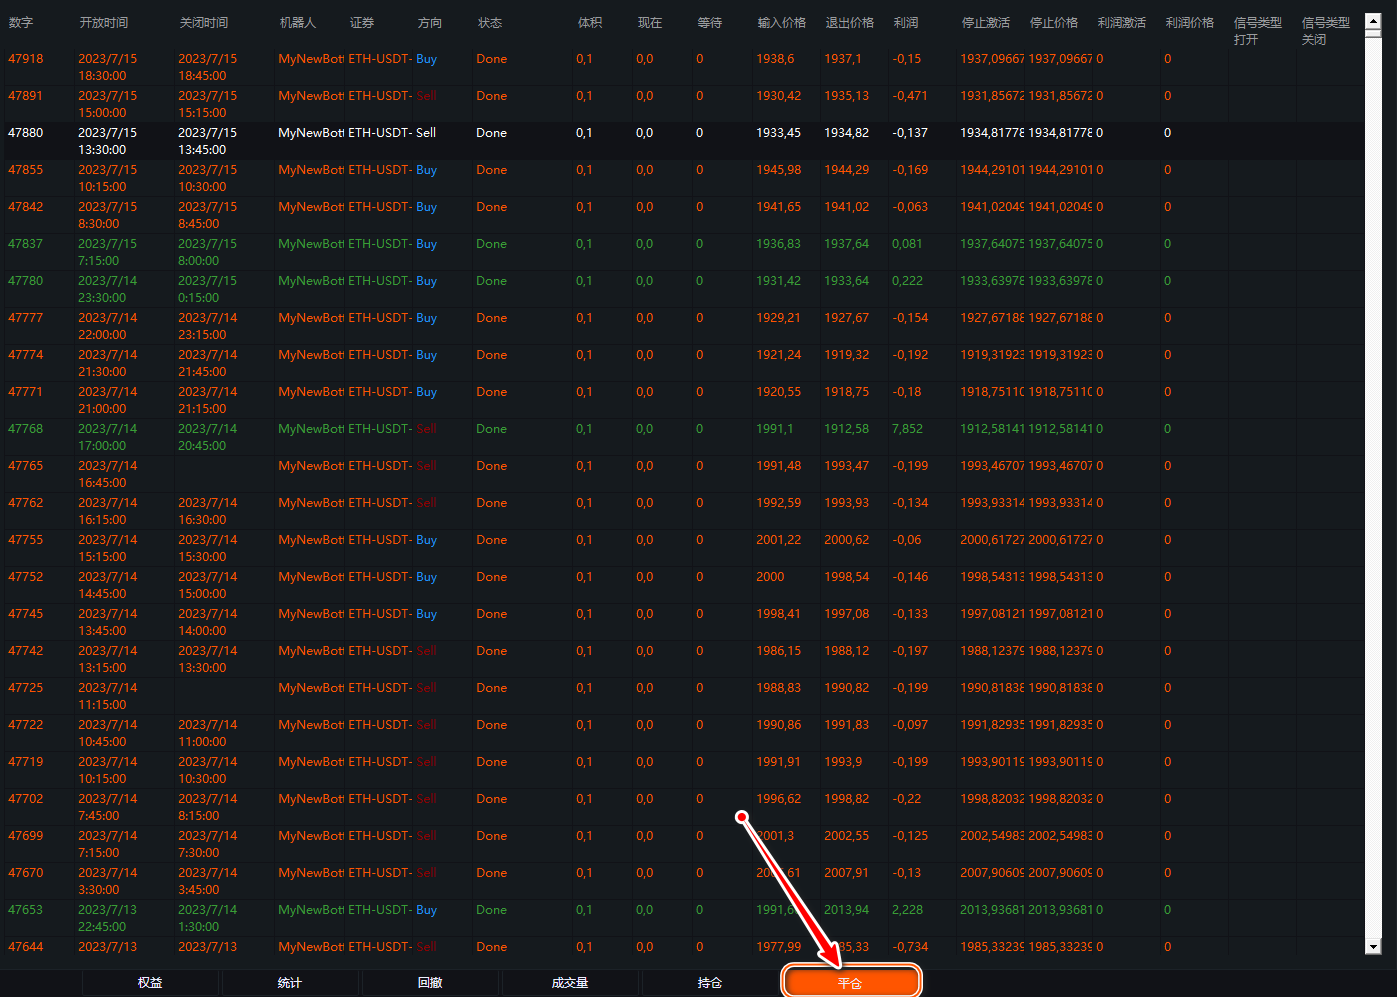 数字 开放时间 关闭时间 机器人 证券 方向 状态 体积 现在 等待 输入价格 退出价格 利润 停止激活 停止价格 利润激活 利润价格 信号类型 信号类型
打开 关闭
47918 2023/7/15 2023/7/15 MyNewBot ETH-USDT- Buy Done 0,1 0,0 0 1938,6 1937,1 -0,15 1937,09667 1937,09667 0 0
18:30:00 18:45:00
47891 2023/7/15 2023/7/15 MyNewBot ETH-USDT- Sell Done 0,1 0,0 0 1930,42 1935,13 -0,471 1931,85672 1931,85672 0 0
15:00:00 15:15:00
47880 2023/7/15 2023/7/15 MyNewBot ETH-USDT- Sell Done 0,1 0,0 0 1933,45 1934,82 -0,137 1934,81778 1934,81778 0 0
13:30:00 13:45:00
47855 2023/7/15 2023/7/15 MyNewBot ETH-USDT- Buy Done 0,1 0,0 0 1945,98 1944,29 -0,169 1944,29101 1944,29101 0 0
10:15:00 10:30:00
47842 2023/7/15 2023/7/15 MyNewBot ETH-USDT- Buy Done 0,1 0,0 0 1941,65 1941,02 -0,063 1941,02049 1941,02049 0 0
8:30:00 8:45:00
47837 2023/7/15 2023/7/15 MyNewBot ETH-USDT- Buy Done 0,1 0,0 0 1936,83 1937,64 0,081 1937,64075 1937,64075 0 0
7:15:00 8:00:00
47780 2023/7/14 2023/7/15 MyNewBot ETH-USDT- Buy Done 0,1 0,0 0 1931,42 1933,64 0,222 1933,63978 1933,63978 0 0
23:30:00 0:15:00
47777 2023/7/14 2023/7/14 MyNewBot ETH-USDT- Buy Done 0,1 0,0 0 1929,21 1927,67 -0,154 1927,67188 1927,67188 0 0
22:00:00 23:15:00
47774 2023/7/14 2023/7/14 MyNewBot ETH-USDT- Buy Done 0,1 0,0 0 1921,24 1919,32 -0,192 1919,31923 1919,31923 0 0
21:30:00 21:45:00
47771 2023/7/14 2023/7/14 MyNewBot ETH-USDT- Buy Done 0,1 0,0 0 1920,55 1918,75 -0,18 1918,75110 1918,75110 0 0
21:00:00 21:15:00
47768 2023/7/14 2023/7/14 MyNewBot ETH-USDT- Sell Done 0,1 0,0 0 1991,1 1912,58 7,852 1912,58141 1912,58141 0 0
17:00:00 20:45:00
47765 2023/7/14 MyNewBot ETH-USDT- Sell Done 0,1 0,0 0 1991,48 1993,47 -0,199 1993,46707 1993,46707 0 0
16:45:00
47762 2023/7/14 2023/7/14 MyNewBot ETH-USDT- Sell Done 0,1 0,0 0 1992,59 1993,93 -0,134 1993,93314 1993,93314 0 0
16:15:00 16:30:00
47755 2023/7/14 2023/7/14 MyNewBot ETH-USDT- Buy Done 0,1 0,0 0 2001,22 2000,62 -0,06 2000,61727 2000,61727 0 0
15:15:00 15:30:00
47752 2023/7/14 2023/7/14 MyNewBot ETH-USDT- Buy Done 0,1 0,0 0 2000 1998,54 -0,146 1998,54313 1998,54313 0 0
14:45:00 15:00:00
47745 2023/7/14 2023/7/14 MyNewBot ETH-USDT- Buy Done 0,1 0,0 0 1998,41 1997,08 -0,133 1997,08121 1997,08121 0 0
13:45:00 14:00:00
47742 2023/7/14 2023/7/14 MyNewBot ETH-USDT- Sell Done 0,1 0,0 0 1986,15 1988,12 -0,197 1988,12379 1988,12379 0 0
13:15:00 13:30:00
47725 2023/7/14 MyNewBot ETH-USDT- Sell Done 0,1 0,0 0 1988,83 1990,82 -0,199 1990,81838 1990,81838 0 0
11:15:00
47722 2023/7/14 2023/7/14 MyNewBot ETH-USDT- Sell Done 0,1 0,0 0 1990,86 1991,83 -0,097 1991,82935 1991,82935 0 0
10:45:00 11:00:00
47719 2023/7/14 2023/7/14 MyNewBot ETH-USDT- Sell Done 0,1 0,0 0 1991,91 1993,9 -0,199 1993,90119 1993,90119 0 0
10:15:00 10:30:00
47702 2023/7/14 2023/7/14 MyNewBot ETH-USDT- Sell Done 0,1 0,0 0 1996,62 1998,82 -0,22 1998,82032 1998,82032 0 0
7:45:00 8:15:00
47699 2023/7/14 2023/7/14 MyNewBot ETH-USDT- Sell Done 0,1 0,0 0 2001,3 2002,55 -0,125 2002,54983 2002,54983 0 0
7:15:00 7:30:00
47670 2023/7/14 2023/7/14 MyNewBot ETH-USDT- Sell Done 0,1 0,0 0 2007,91 -0,13 2007,90609 2007,90609 0 0
3:30:00 3:45:00
47653 2023/7/13 2023/7/14 MyNewBot ETH-USDT- Buy Done 0,1 0,0 0 2013,94 2,228 2013,93681 2013,93681 0 0
22:45:00 1:30:00
47644 2023/7/13 2023/7/13 MyNewBot ETH-USDT- Sell Done 0,1 0,0 0 1977,99 -0,734 1985,33239 1985,33239 0 0
权益 统计 回撤 成交量 持仓 平仓